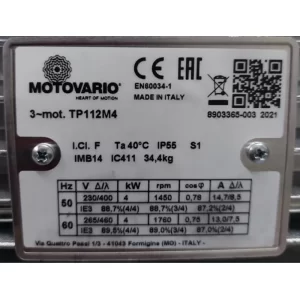 MOTOVARIO®
HEART OF MOTION
CE EAC
EN60034-1
MADE IN ITALY
3~mot. TP112M4
8903365-003 2021
I.Cl. F Ta 40°C IP55 S1
IMB14 IC411 34,4kg
Hz V Δ/⅄ kW rpm cosφ A Δ/⅄
50 230/400 4 1450 0,78 14,7/8,5
IE3 88,7%(4/4) 88,7%(3/4) 87,2%(2/4)
60 265/460 4 1760 0,75 13,0/7,5
IE3 89,5%(4/4) 89,0%(3/4) 87,0%(2/4)
Via Quattro Passi 1/3 - 41043 Formigine (MO) - ITALY -